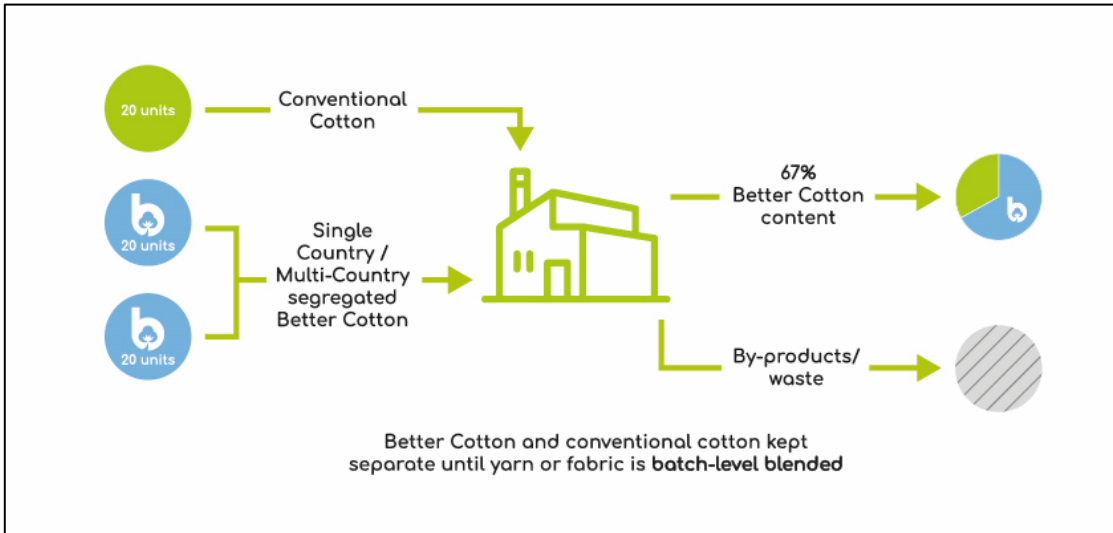 20 units
Conventional
Cotton
20 units
20 units
Single
Country /
Multi-Country
segregated
Better Cotton
67%
Better Cotton
content
By-products/
waste
Better Cotton and conventional cotton kept
separate until yarn or fabric is batch-level blended